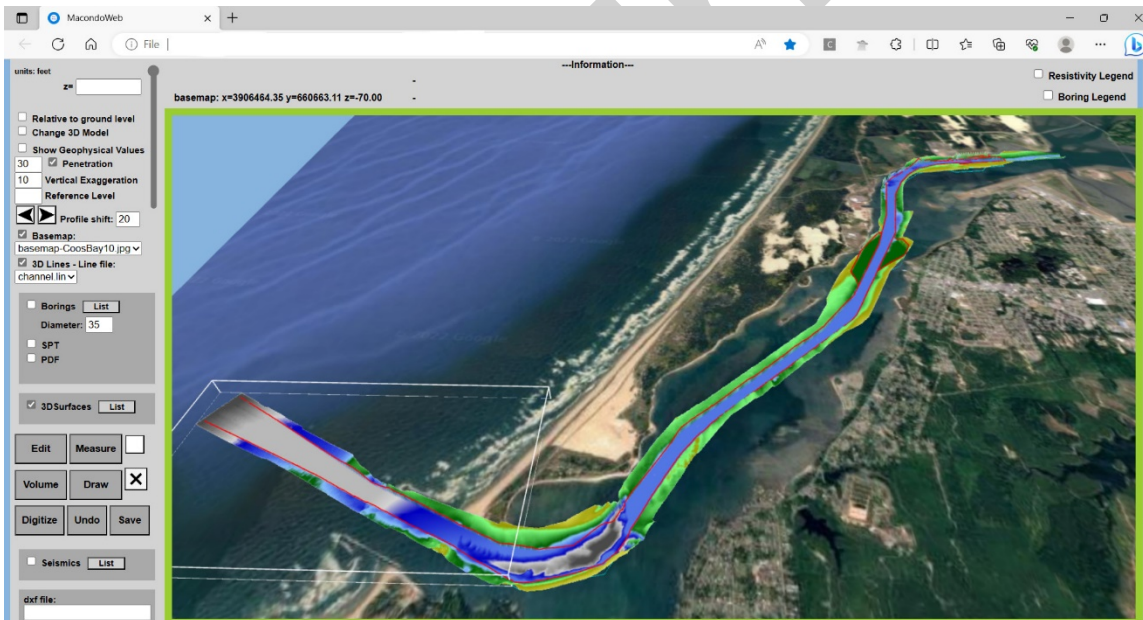 MacondoWeb
File
---Information---
units: feet
z=
-
Resistivity Legend
basemap: x=3906464.35 y=660663.11 z=-70.00 -
Boring Legend
Relative to ground level
Change 3D Model
Show Geophysical Values
30 Penetration
10 Vertical Exaggeration
Reference Level
Profile shift: 20
Basemap:
basemap-CoosBay10.jpg
3D Lines - Line file:
channel.lin
Borings List
Diameter: 35
SPT
PDF
3DSurfaces List
Edit Measure
Volume Draw
Digitize Undo Save
Seismics List
dxf file: